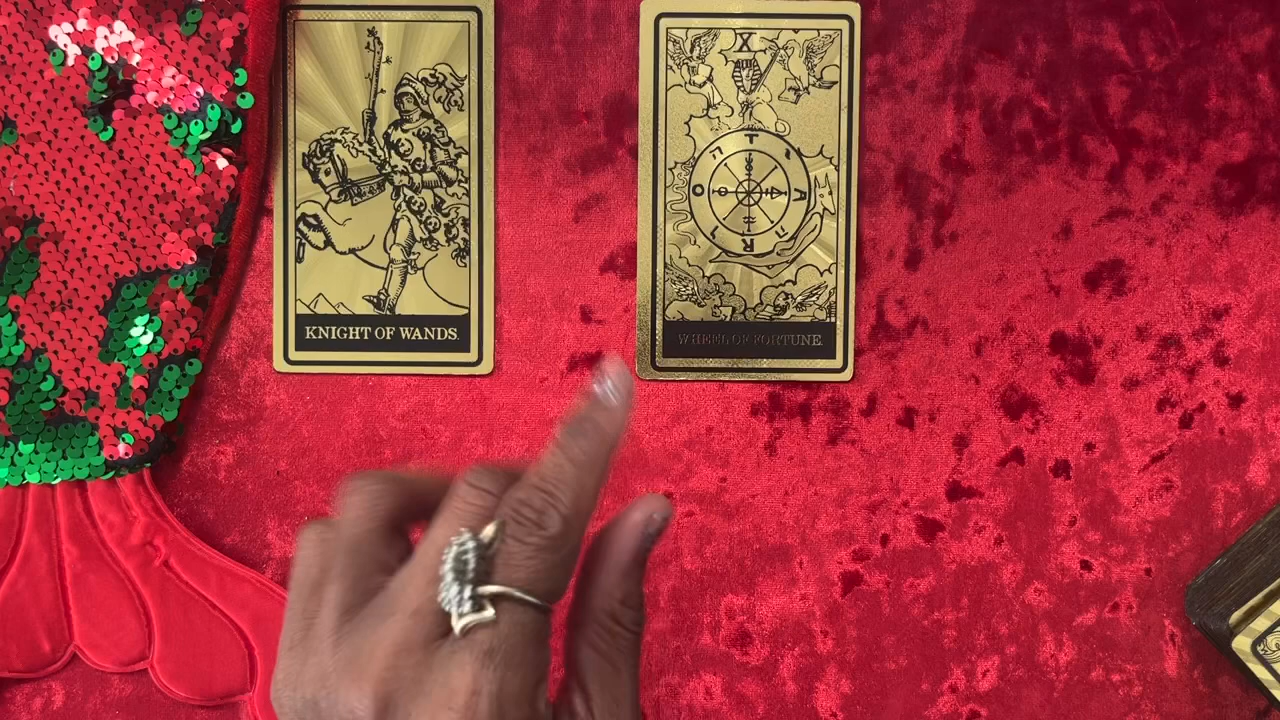 KNIGHT OF WANDS.
X
T A R O
WHEEL OF FORTUNE.